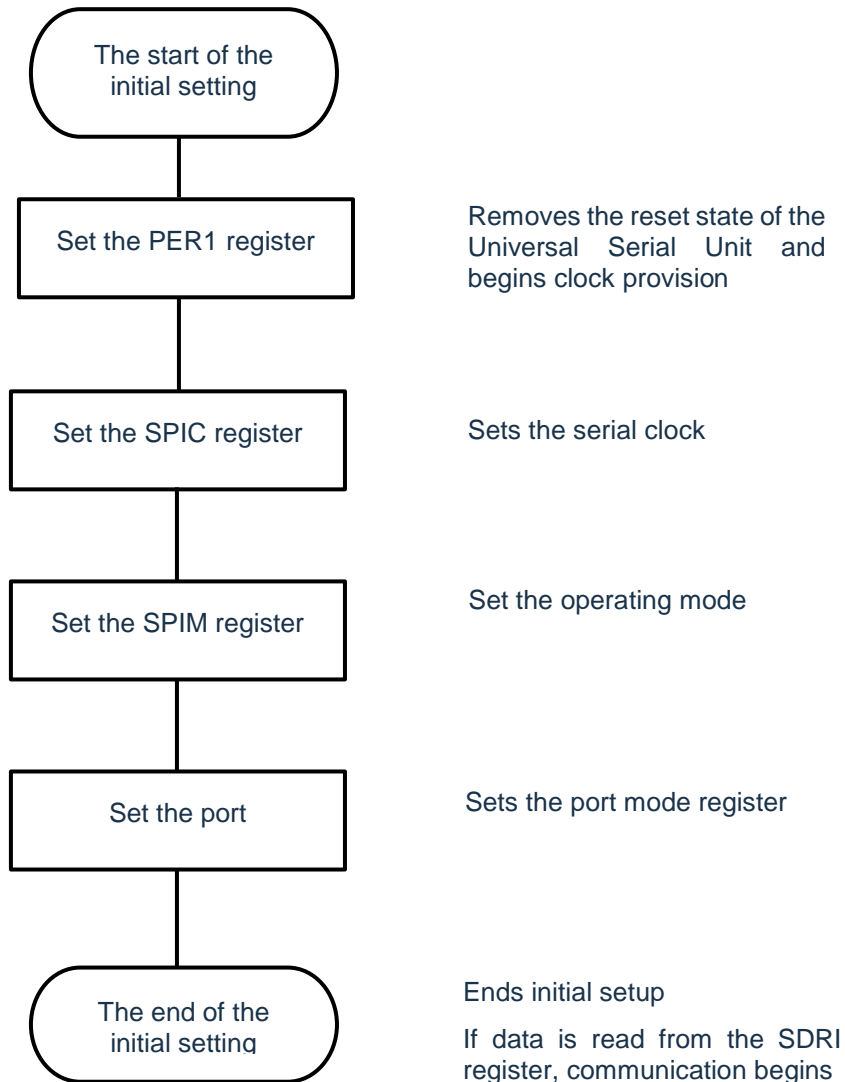 The start of the
initial setting
Set the PER1 register
Removes the reset state of the
Universal Serial Unit and
begins clock provision
Set the SPIC register
Sets the serial clock
Set the SPIM register
Set the operating mode
Set the port
Sets the port mode register
The end of the
initial setting
Ends initial setup
If data is read from the SDRI
register, communication begins